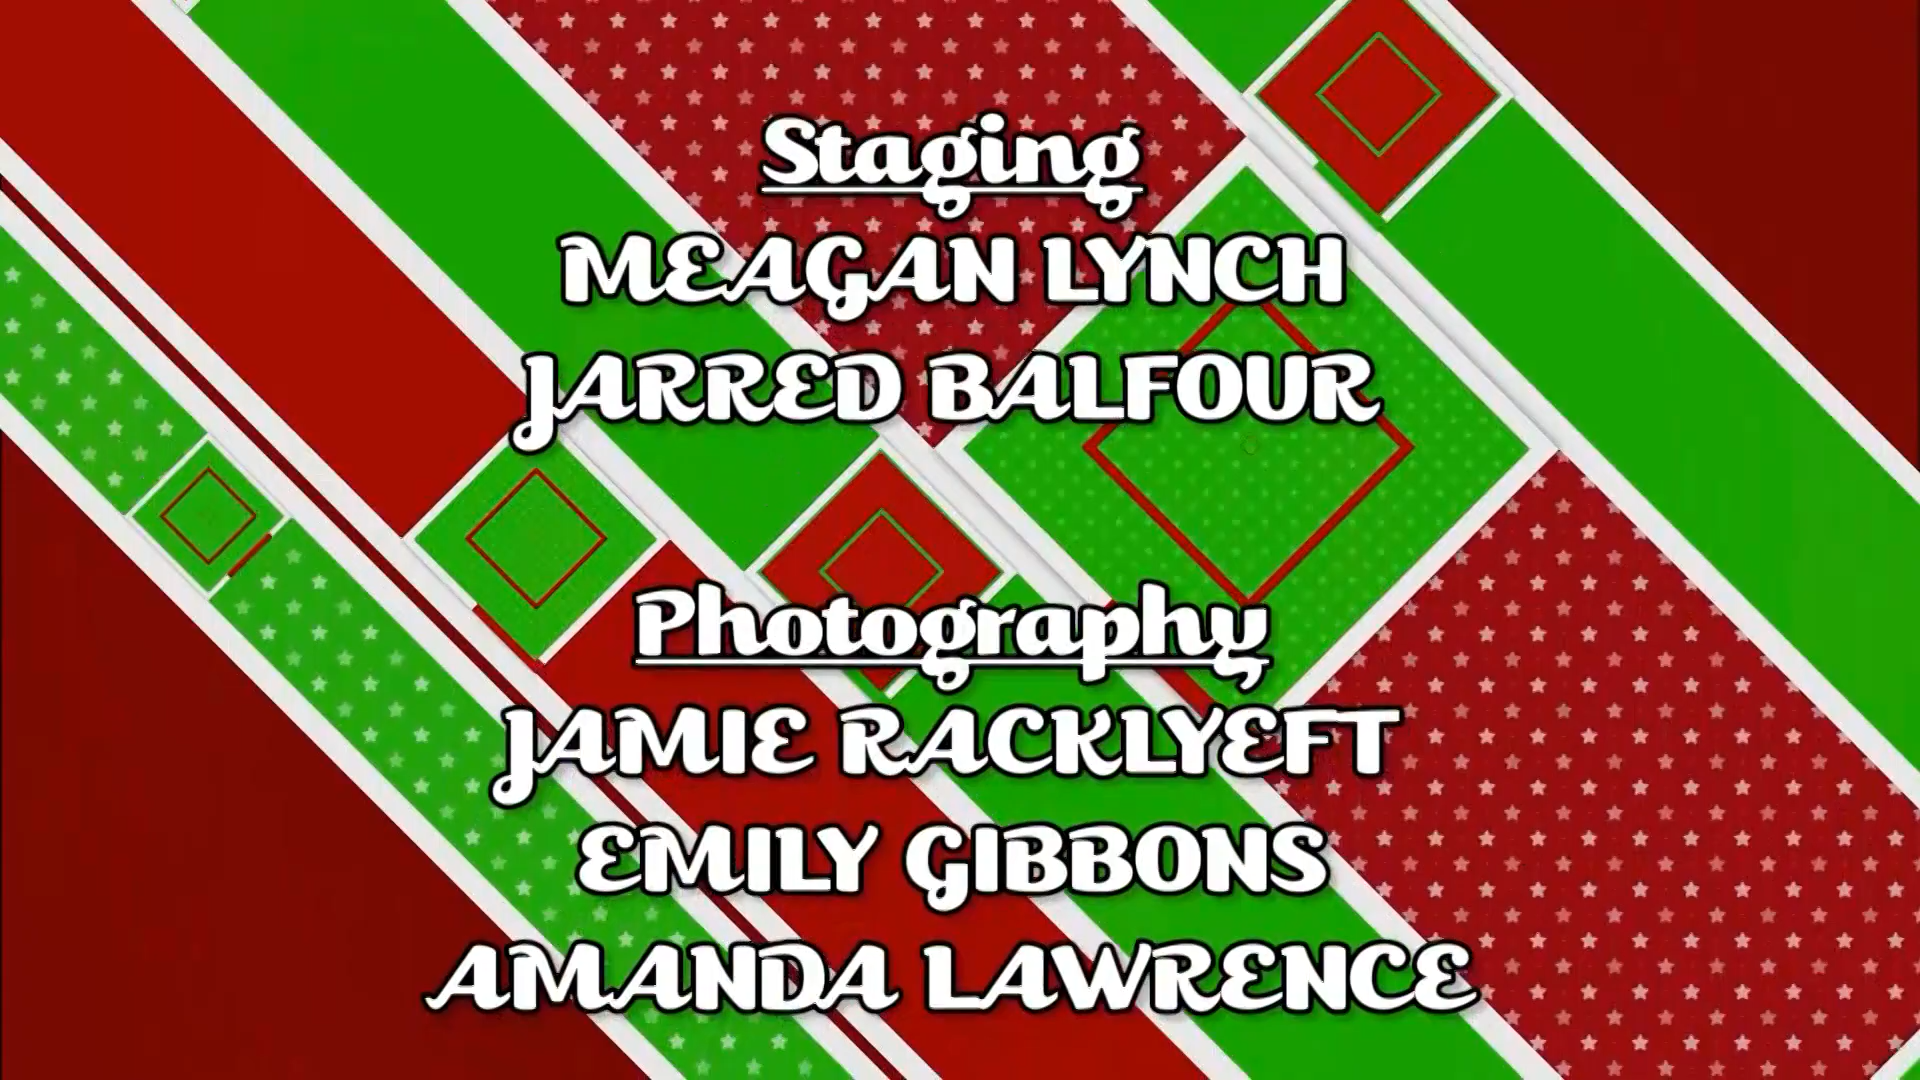 Staging
MEAGAN LYNCH
JARRED BALFOUR
Photography
JAMIE RACKLYEFT
EMILY GIBBONS
AMANDA LAWRENCE